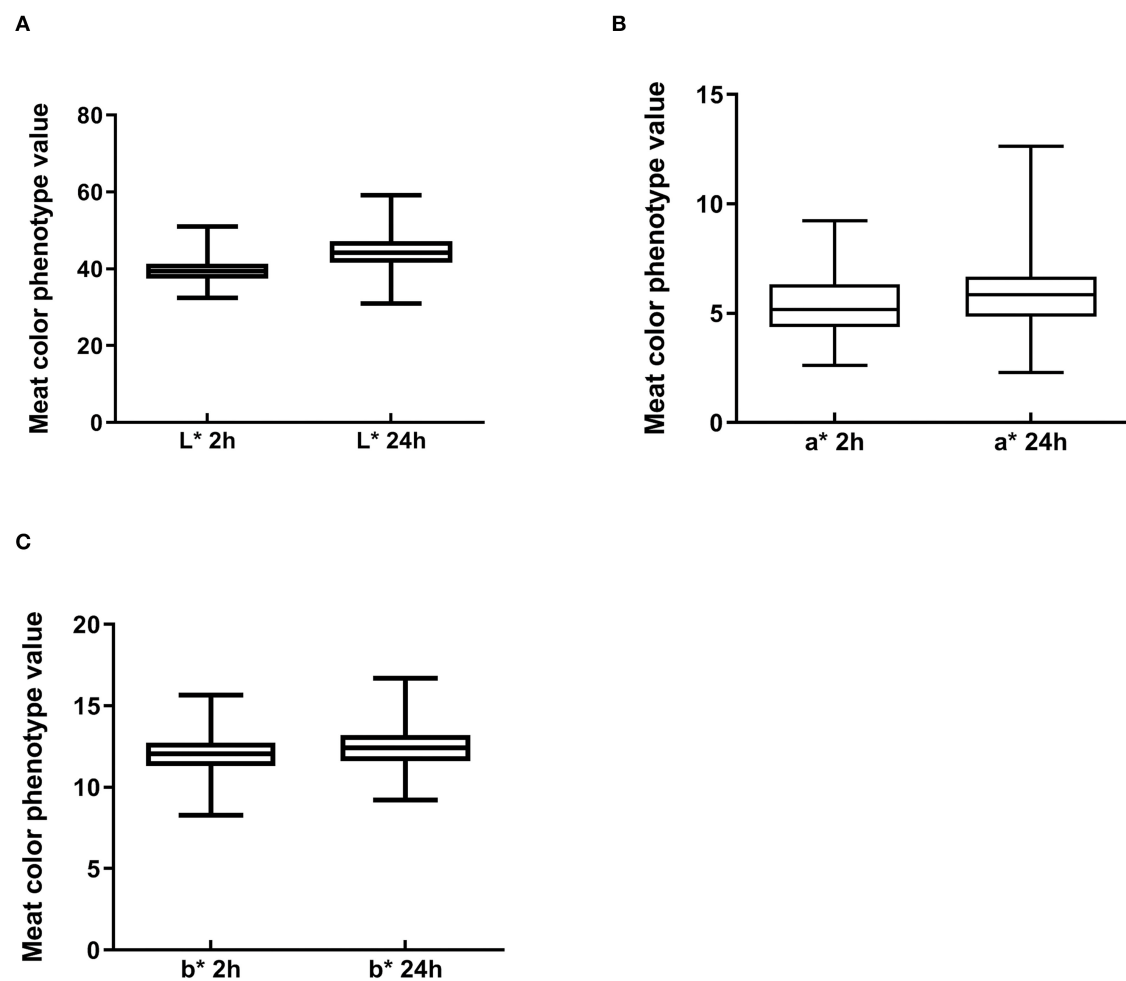 A
Meat color phenotype value
80
60
40
20
0
L* 2h
L* 24h
B
Meat color phenotype value
15
10
5
0
a* 2h
a* 24h
C
Meat color phenotype value
20
15
10
5
0
b* 2h
b* 24h